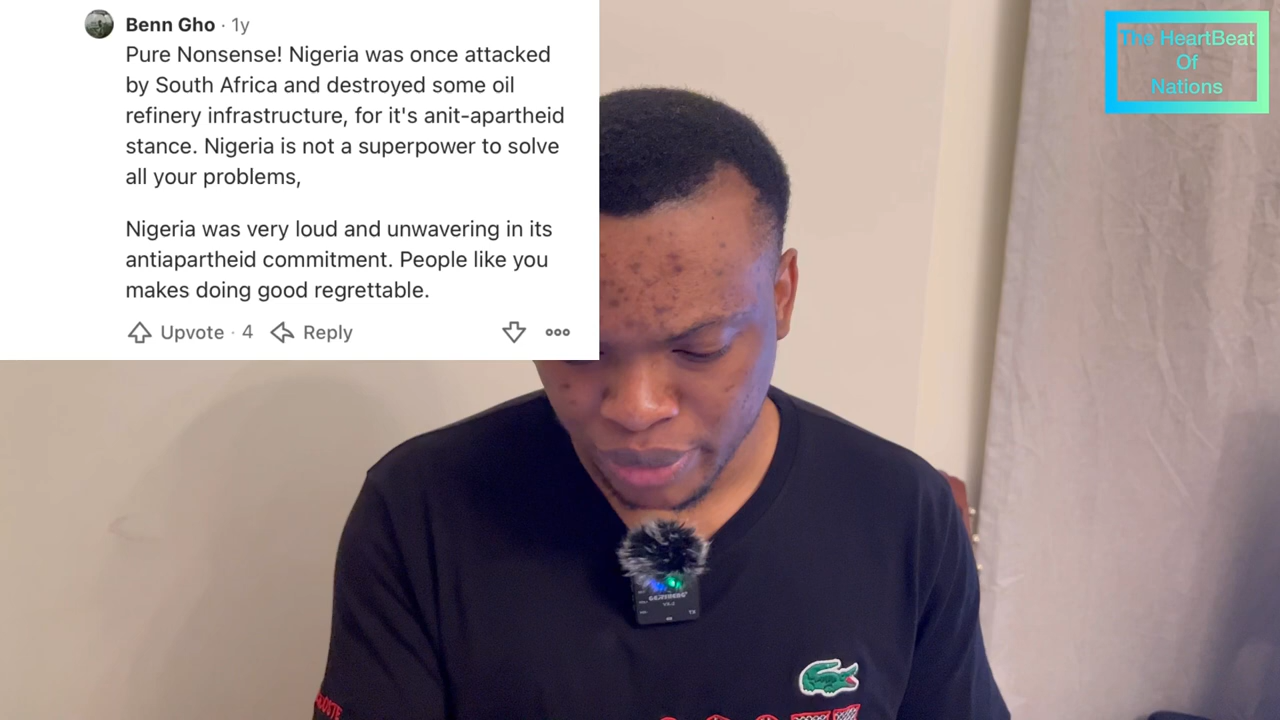 Benn Gho · 1y
Pure Nonsense! Nigeria was once attacked
by South Africa and destroyed some oil
refinery infrastructure, for it's anit-apartheid
stance. Nigeria is not a superpower to solve
all your problems,
Nigeria was very loud and unwavering in its
antiapartheid commitment. People like you
makes doing good regrettable.
Upvote · 4 Reply
The HeartBeat
Of
Nations
TX